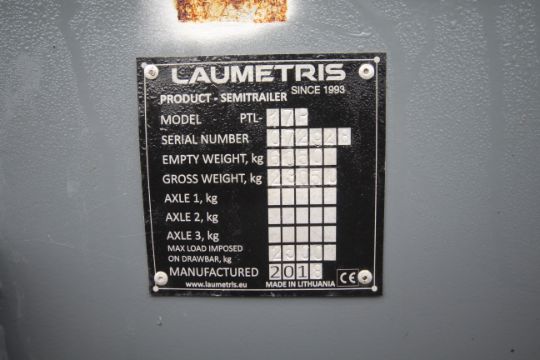 LAUMETRIS
SINCE 1993
PRODUCT - SEMITRAILER
MODEL PTL-
SERIAL NUMBER
EMPTY WEIGHT, kg
GROSS WEIGHT, kg
AXLE 1, kg
AXLE 2, kg
AXLE 3, kg
MAX LOAD IMPOSED
ON DRAWBAR, kg
MANUFACTURED 2018
www.laumetris.eu MADE IN LITHUANIA CE